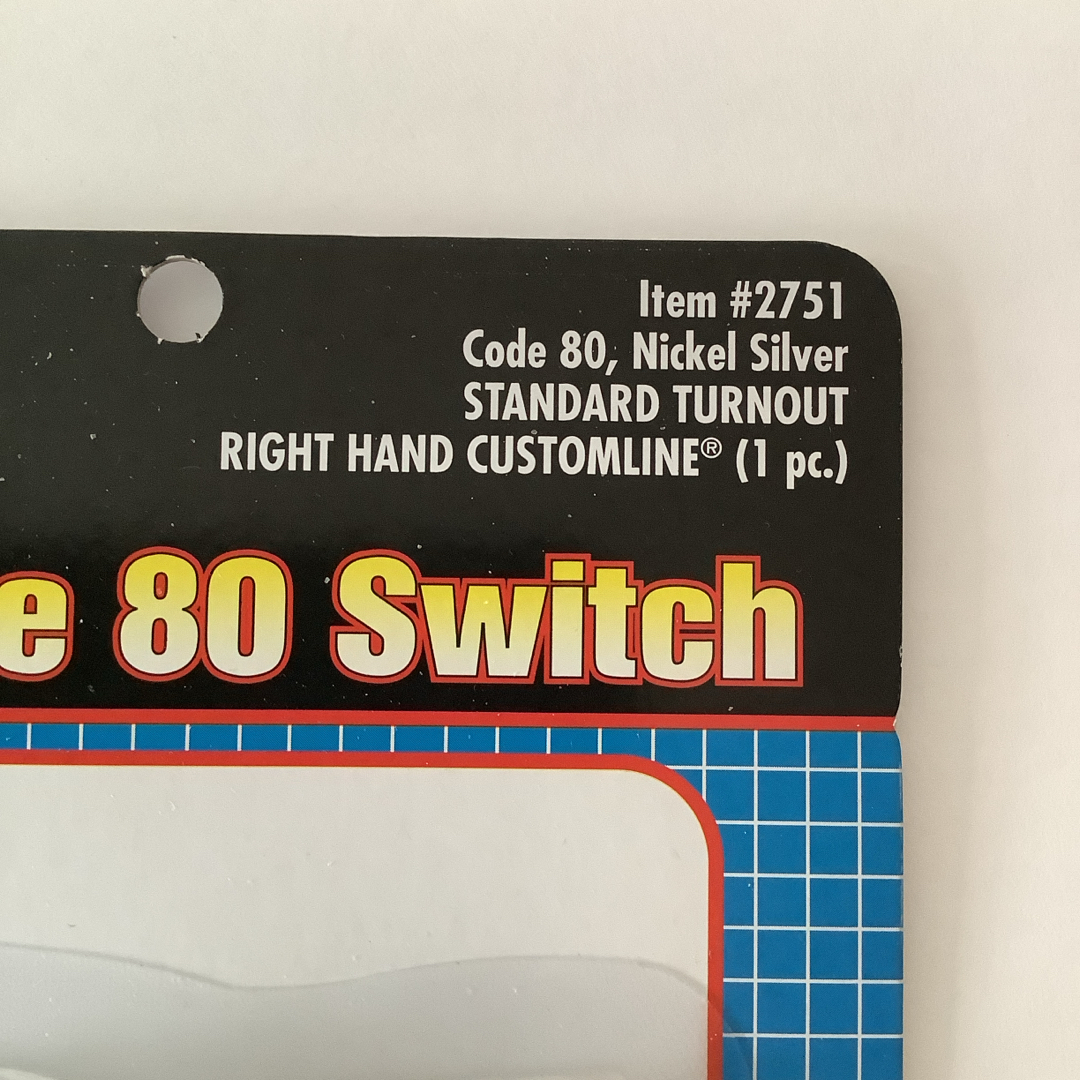 Item #2751
Code 80, Nickel Silver
STANDARD TURNOUT
RIGHT HAND CUSTOMLINE® (1 pc.)
e 80 Switch